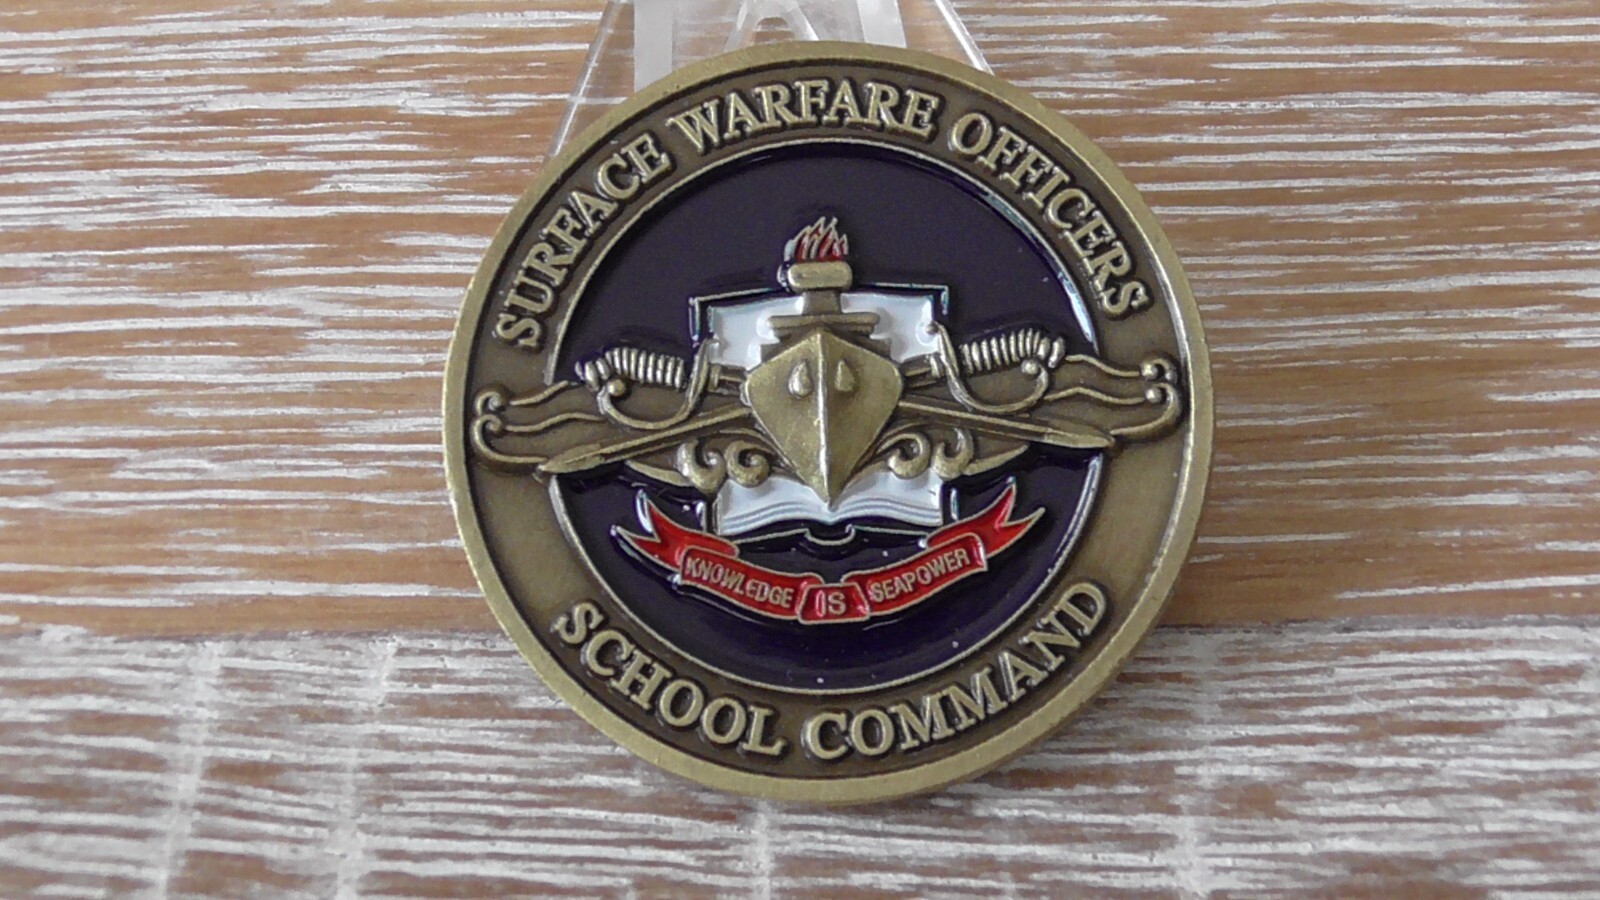 SURFACE WARFARE OFFICERS
KNOWLEDGE IS SEAPOWER
SCHOOL COMMAND